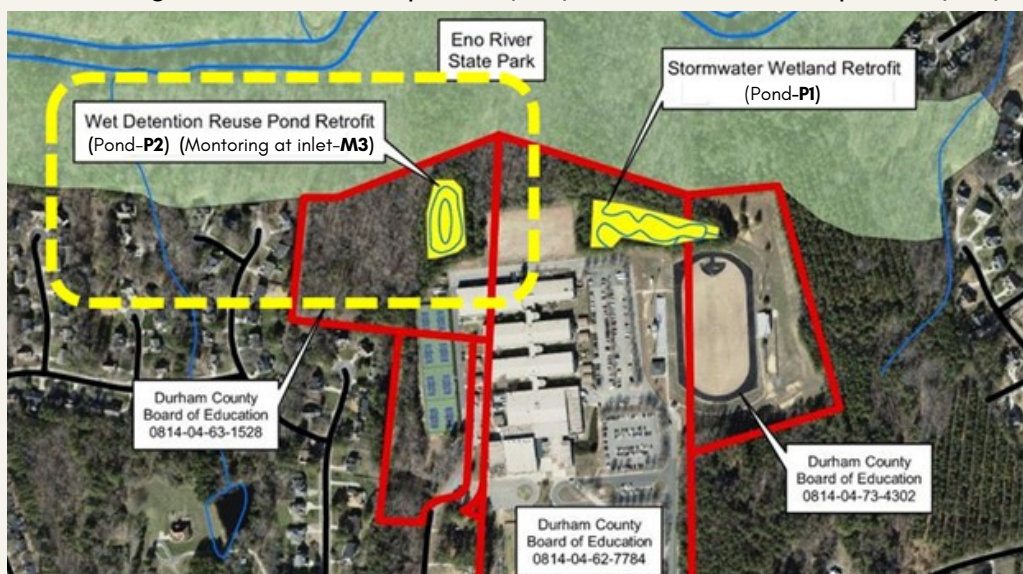 Eno River
State Park
Stormwater Wetland Retrofit
(Pond-P1)
Wet Detention Reuse Pond Retrofit
(Pond-P2) (Montoring at inlet-M3)
Durham County
Board of Education
0814-04-63-1528
Durham County
Board of Education
0814-04-73-4302
Durham County
Board of Education
0814-04-62-7784